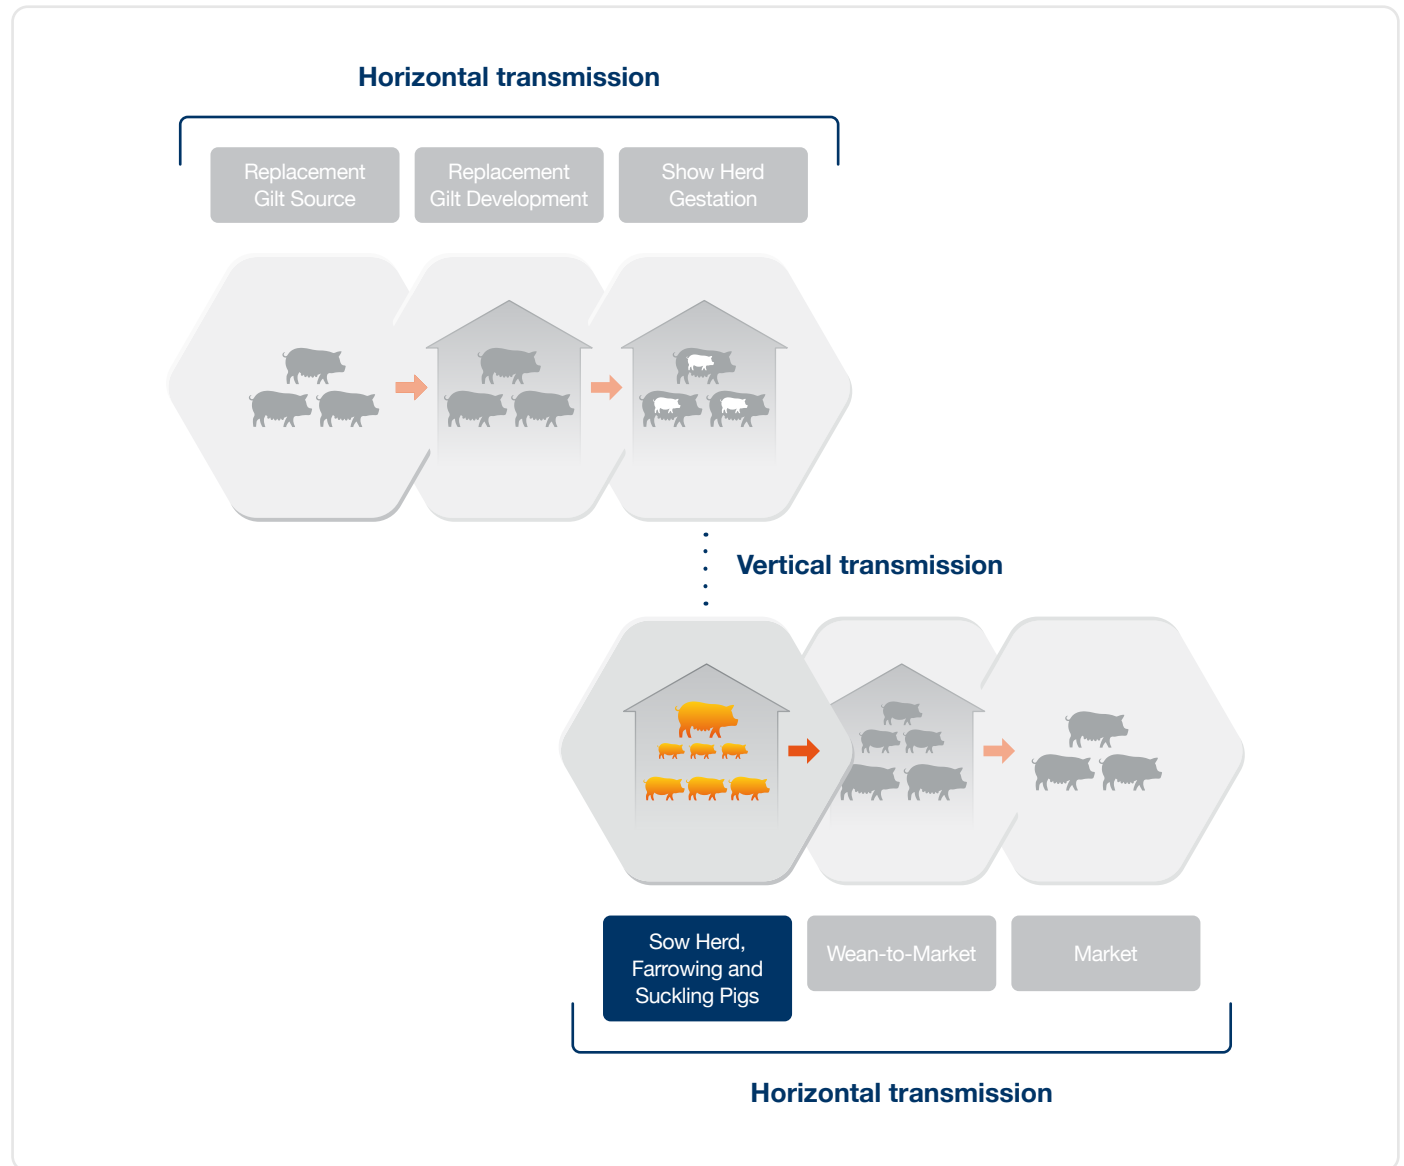 Horizontal transmission
Replacement
Gilt Source
Replacement
Gilt Development
Show Herd
Gestation
Vertical transmission
Sow Herd,
Farrowing and
Suckling Pigs
Wean-to-Market
Market
Horizontal transmission